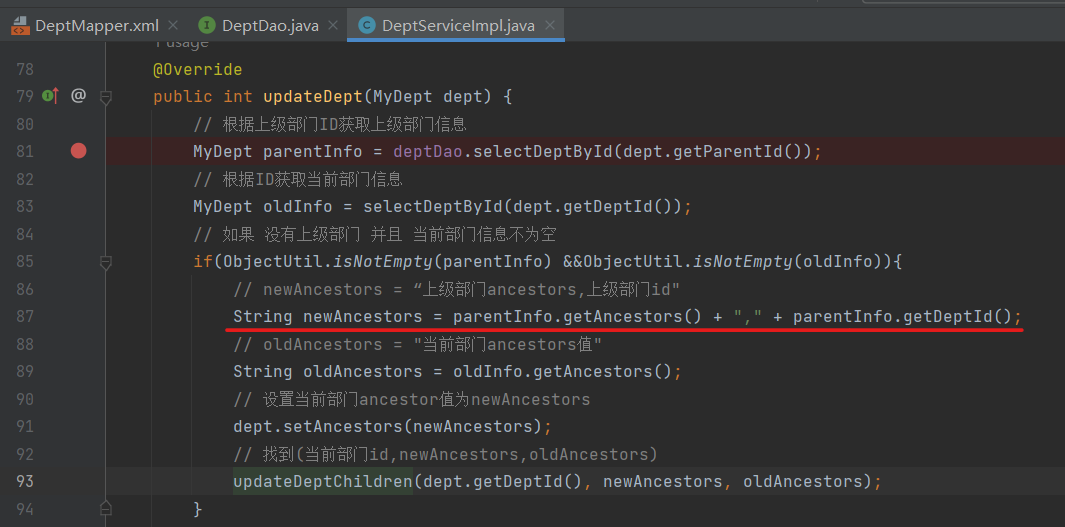 DeptMapper.xml
DeptDao.java
DeptServiceImpl.java
1 usage
78 @Override
79 @ public int updateDept(MyDept dept) {
80 // 根据上级部门ID获取上级部门信息
81 MyDept parentInfo = deptDao.selectDeptById(dept.getParentId());
82 // 根据ID获取当前部门信息
83 MyDept oldInfo = selectDeptById(dept.getDeptId());
84 // 如果 没有上级部门 并且 当前部门信息不为空
85 if(ObjectUtil.isNotEmpty(parentInfo) &&ObjectUtil.isNotEmpty(oldInfo)){
86 // newAncestors = “上级部门ancestors,上级部门id"
87 String newAncestors = parentInfo.getAncestors() + "," + parentInfo.getDeptId();
88 // oldAncestors = "当前部门ancestors值"
89 String oldAncestors = oldInfo.getAncestors();
90 // 设置当前部门ancestor值为newAncestors
91 dept.setAncestors(newAncestors);
92 // 找到(当前部门id,newAncestors,oldAncestors)
93 updateDeptChildren(dept.getDeptId(), newAncestors, oldAncestors);
94 }